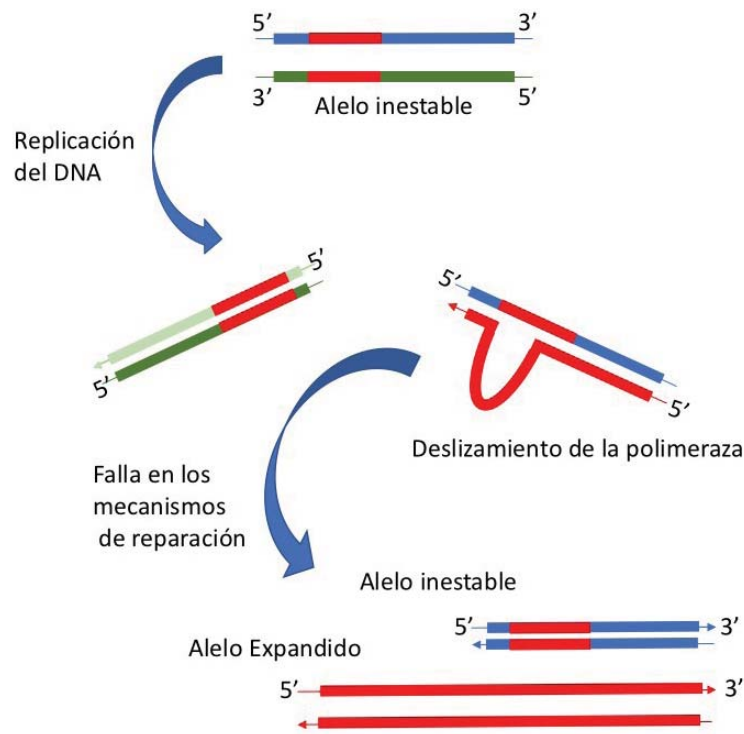 5’ 3’
3’ 5’
Alelo inestable
Replicación
del DNA
5’
5’
5’
5’
Deslizamiento de la polimeraza
Falla en los
mecanismos
de reparación
Alelo inestable
5’ 3’
Alelo Expandido
5’ 3’